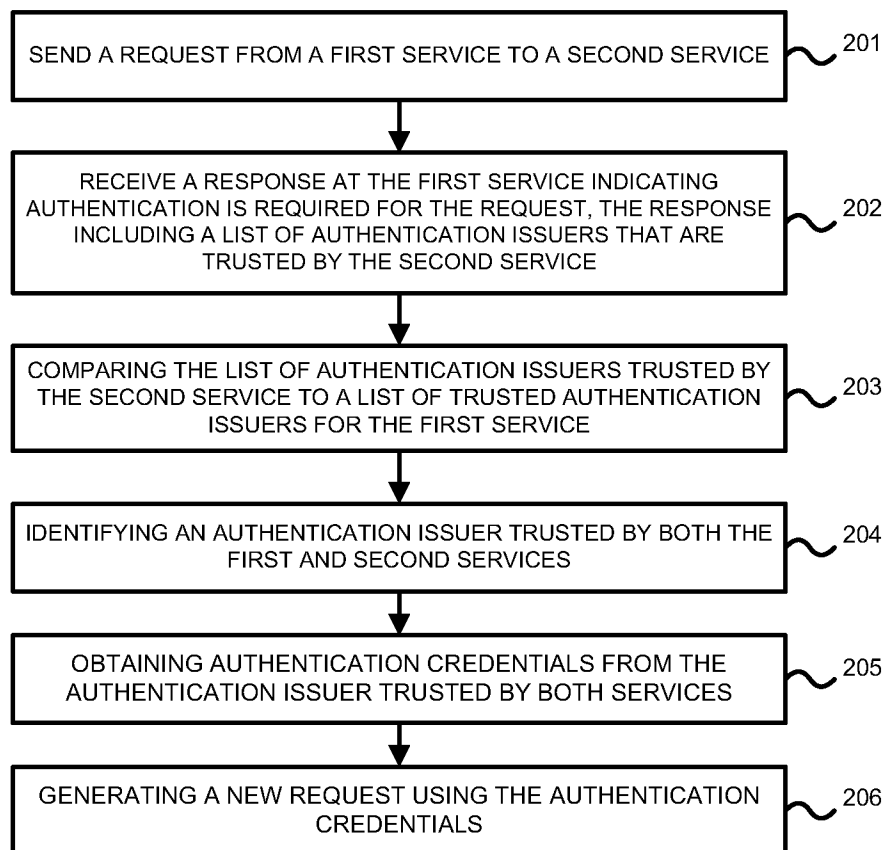 SEND A REQUEST FROM A FIRST SERVICE TO A SECOND SERVICE
201
RECEIVE A RESPONSE AT THE FIRST SERVICE INDICATING
AUTHENTICATION IS REQUIRED FOR THE REQUEST, THE RESPONSE
INCLUDING A LIST OF AUTHENTICATION ISSUERS THAT ARE
TRUSTED BY THE SECOND SERVICE
202
COMPARING THE LIST OF AUTHENTICATION ISSUERS TRUSTED BY
THE SECOND SERVICE TO A LIST OF TRUSTED AUTHENTICATION
ISSUERS FOR THE FIRST SERVICE
203
IDENTIFYING AN AUTHENTICATION ISSUER TRUSTED BY BOTH THE
FIRST AND SECOND SERVICES
204
OBTAINING AUTHENTICATION CREDENTIALS FROM THE
AUTHENTICATION ISSUER TRUSTED BY BOTH SERVICES
205
GENERATING A NEW REQUEST USING THE AUTHENTICATION
CREDENTIALS
206